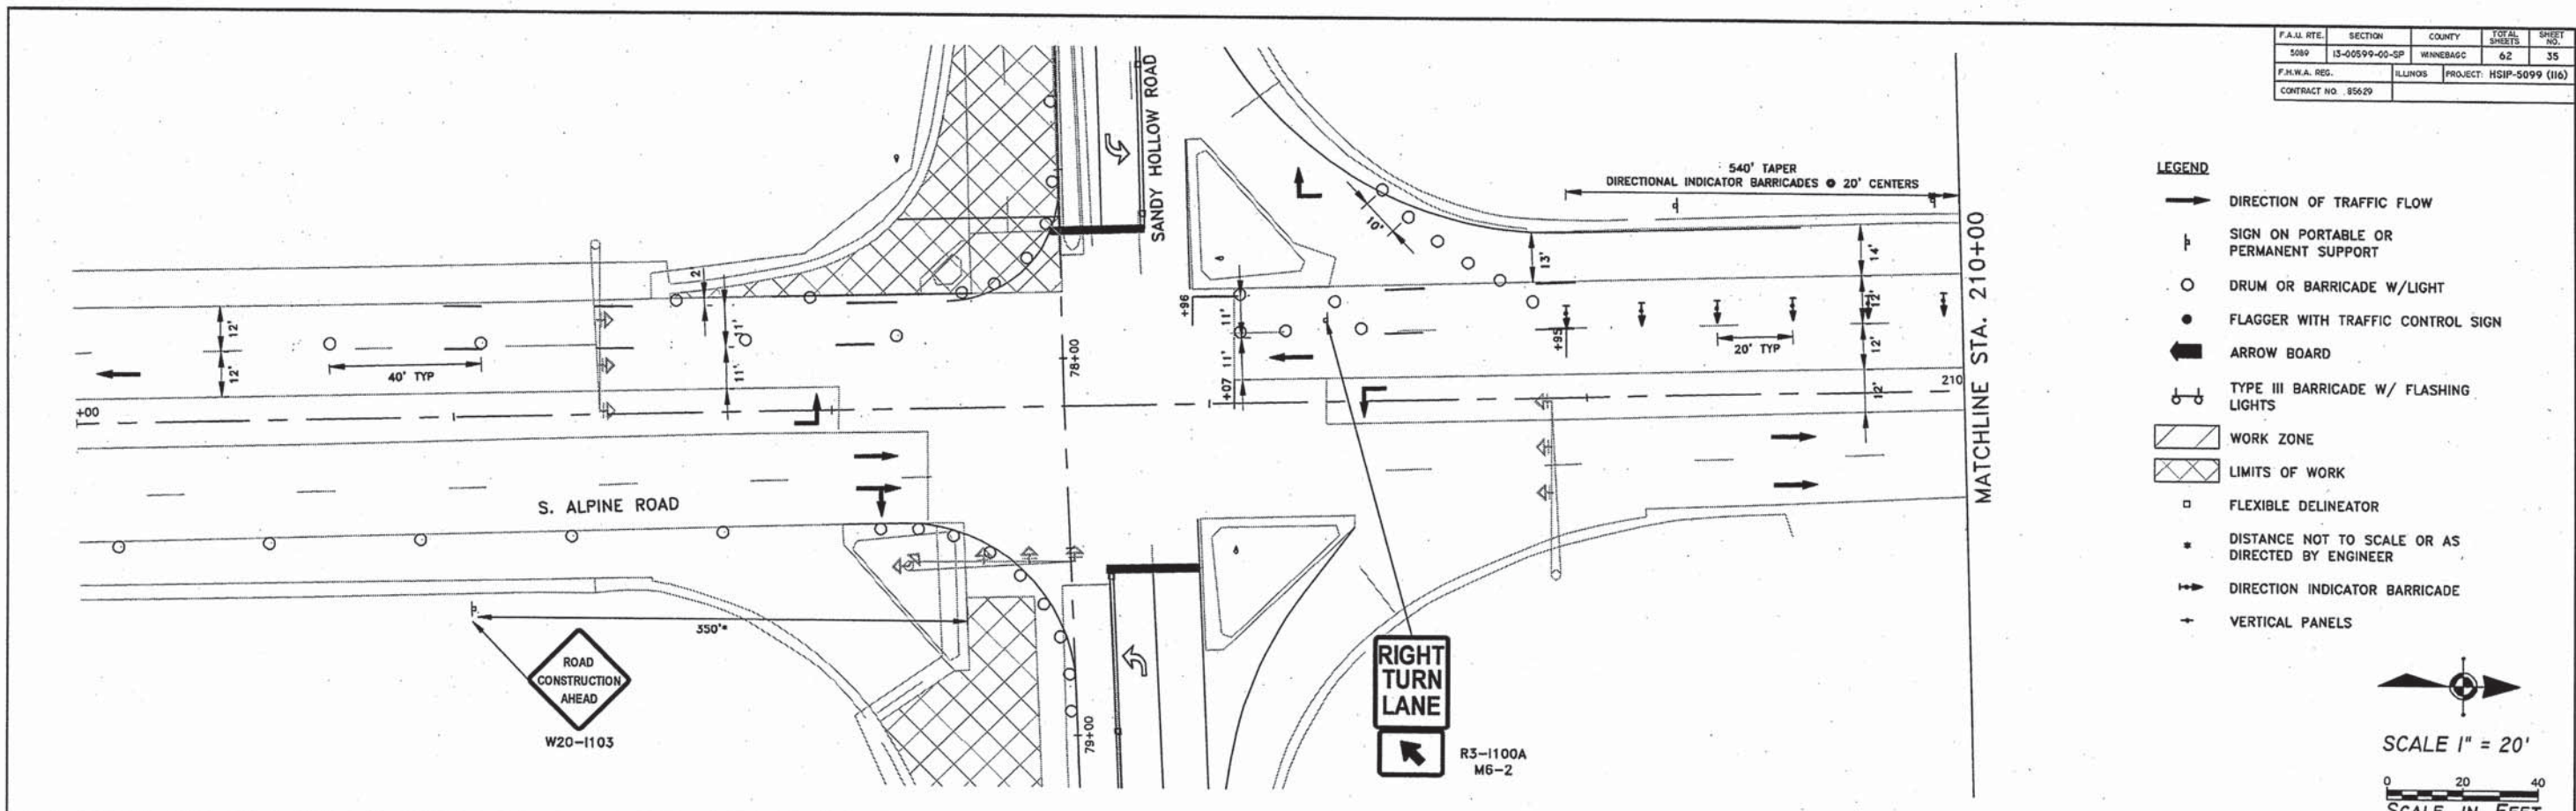 F.A.U. RTE. SECTION COUNTY TOTAL SHEETS SHEET NO.
5089 13-00599-00-SP WINNEBAGO 62 35
F.H.W.A. REG. ILLINOIS PROJECT: HSIP-5099 (116)
CONTRACT NO. 85629
SANDY HOLLOW ROAD
540' TAPER
DIRECTIONAL INDICATOR BARRICADES @ 20' CENTERS
10'
13'
14'
2'
12'
12'
11'
11'
40' TYP
+00
78+00
+96
11'
11'
+07
+95
20' TYP
12'
12'
12'
210
MATCHLINE STA. 210+00
S. ALPINE ROAD
350'*
ROAD
CONSTRUCTION
AHEAD
W20-1103
79+00
RIGHT
TURN
LANE
R3-1100A
M6-2
LEGEND
DIRECTION OF TRAFFIC FLOW
SIGN ON PORTABLE OR
PERMANENT SUPPORT
DRUM OR BARRICADE W/LIGHT
FLAGGER WITH TRAFFIC CONTROL SIGN
ARROW BOARD
TYPE III BARRICADE W/ FLASHING
LIGHTS
WORK ZONE
LIMITS OF WORK
FLEXIBLE DELINEATOR
* DISTANCE NOT TO SCALE OR AS
DIRECTED BY ENGINEER
DIRECTION INDICATOR BARRICADE
VERTICAL PANELS
SCALE 1" = 20'
0 20 40
SCALE IN FEET